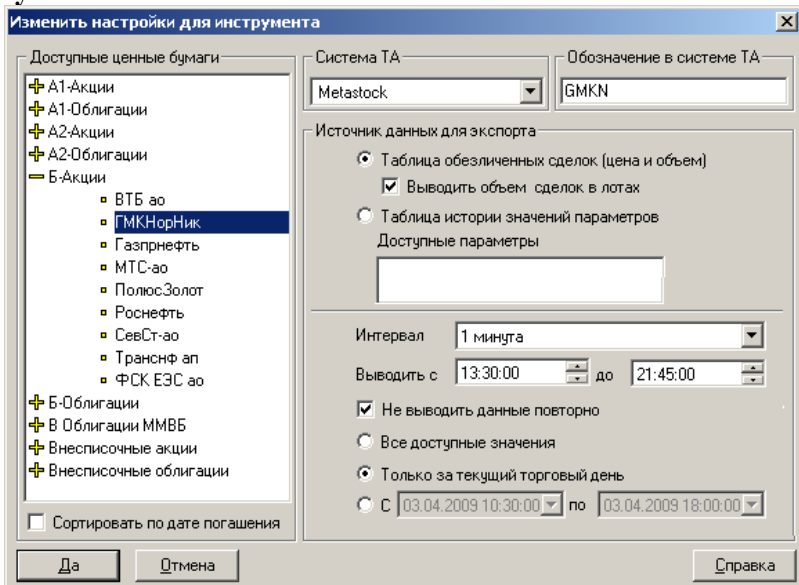 Изменить настройки для инструмента
Доступные ценные бумаги
А1-Акции
А1-Облигации
А2-Акции
А2-Облигации
Б-Акции
ВТБ ао
ГМКНорНик
Газпрнефть
МТС-ао
ПолюсЗолот
Роснефть
СевСт-ао
Транснф ап
ФСК ЕЭС ао
Б-Облигации
В Облигации ММВБ
Внесписочные акции
Внесписочные облигации
Сортировать по дате погашения
Система ТА
Metastock
Обозначение в системе ТА
GMKN
Источник данных для экспорта
Таблица обезличенных сделок (цена и объем)
Выводить объем сделок в лотах
Таблица истории значений параметров
Доступные параметры
Интервал 1 минута
Выводить с 13:30:00 до 21:45:00
Не выводить данные повторно
Все доступные значения
Только за текущий торговый день
С 03.04.2009 10:30:00 по 03.04.2009 18:00:00
Да Отмена Справка